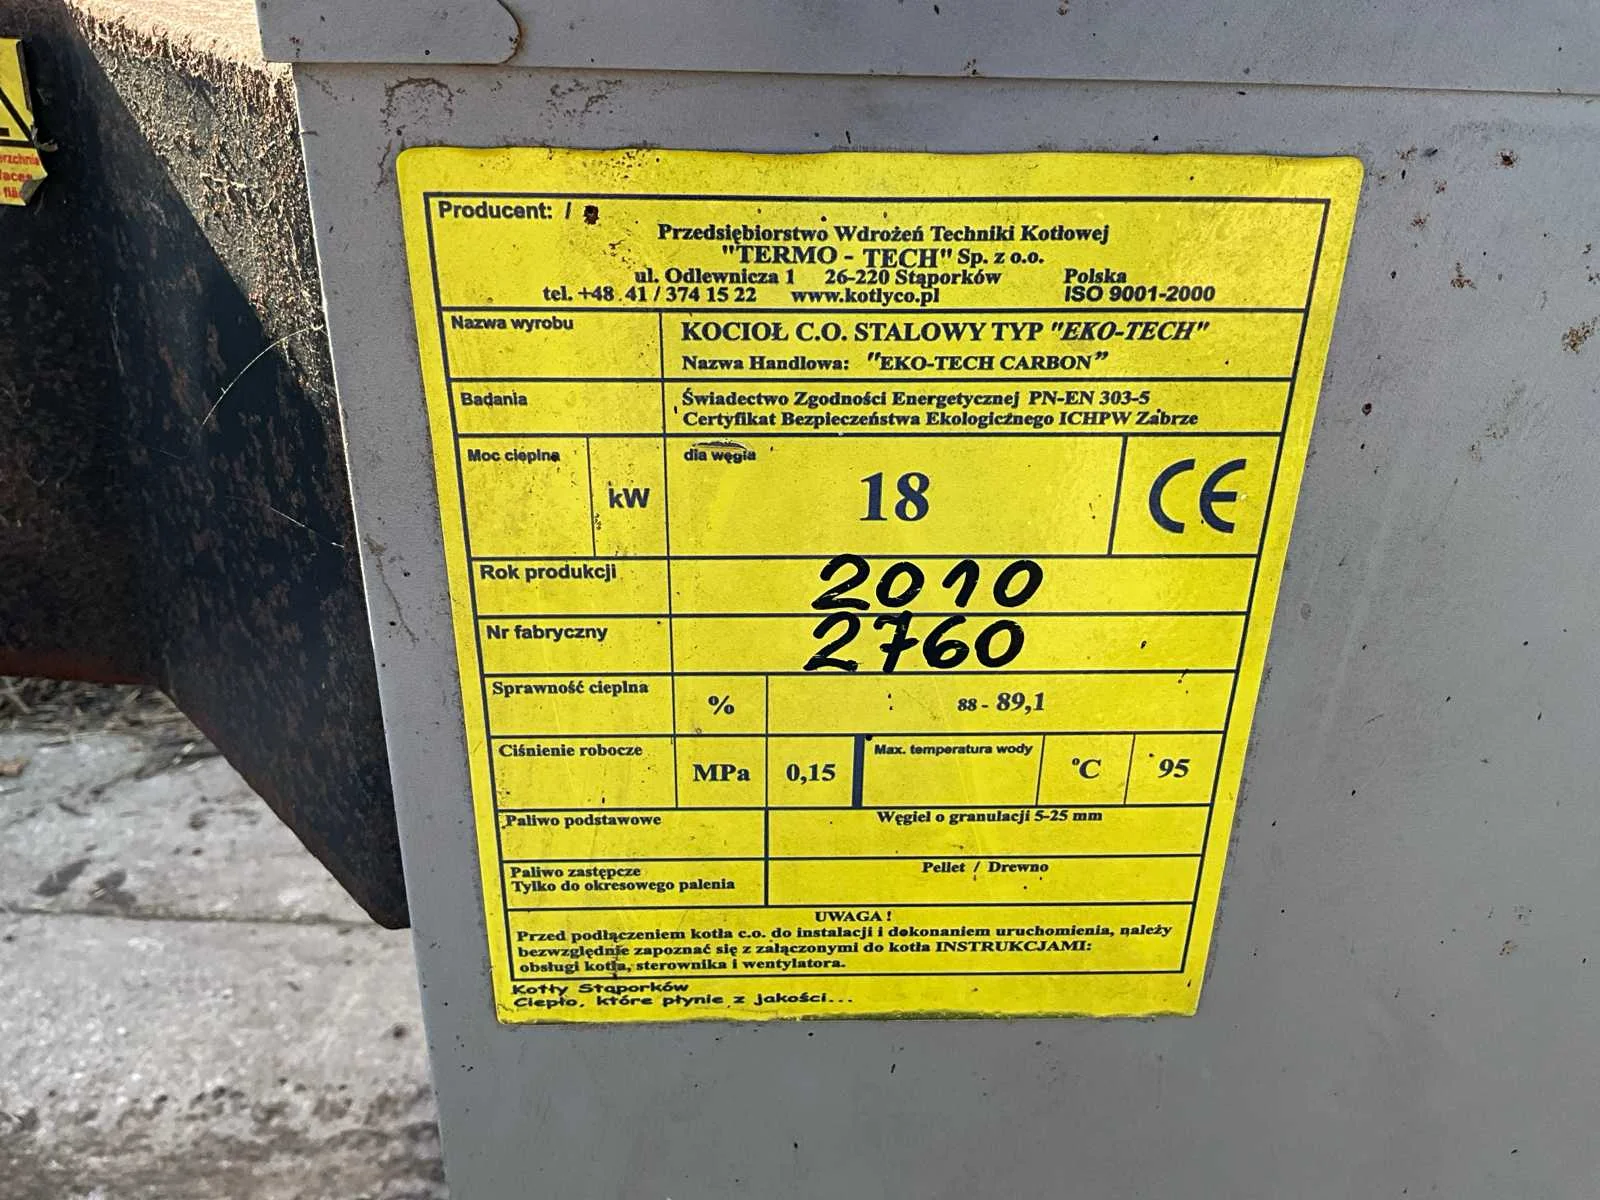 Producent: /
Przedsiębiorstwo Wdrożeń Techniki Kotłowej
"TERMO - TECH" Sp. z o.o.
ul. Odlewnicza 1 26-220 Stąporków Polska
tel. +48 41 / 374 15 22 www.kotlyco.pl ISO 9001-2000
Nazwa wyrobu
KOCIOŁ C.O. STALOWY TYP "EKO-TECH"
Nazwa Handlowa: "EKO-TECH CARBON"
Badania
Świadectwo Zgodności Energetycznej PN-EN 303-5
Certyfikat Bezpieczeństwa Ekologicznego ICHPW Zabrze
Moc cieplna kW dla węgla 18 CE
Rok produkcji 2010
Nr fabryczny 2760
Sprawność cieplna % 88 - 89,1
Ciśnienie robocze MPa 0,15 Max. temperatura wody °C 95
Paliwo podstawowe Węgiel o granulacji 5-25 mm
Paliwo zastępcze
Tylko do okresowego palenia
Pellet / Drewno
UWAGA !
Przed podłączeniem kotła c.o. do instalacji i dokonaniem uruchomienia, należy
bezwzględnie zapoznać się z załączonymi do kotła INSTRUKCJAMI:
obsługi kotła, sterownika i wentylatora.
Kotły Stąporków
Ciepło, które płynie z jakości...